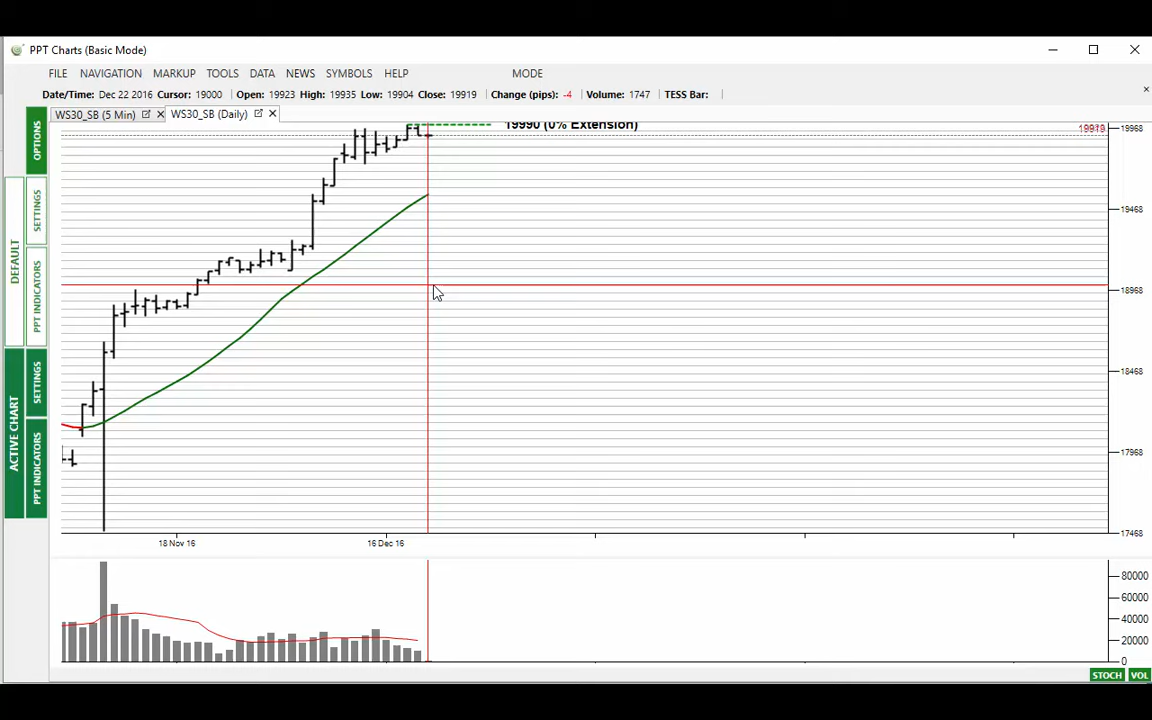 PPT Charts (Basic Mode)
FILE NAVIGATION MARKUP TOOLS DATA NEWS SYMBOLS HELP MODE
Date/Time: Dec 22 2016 Cursor: 19000 | Open: 19923 High: 19935 Low: 19904 Close: 19919 | Change (pips): -4 | Volume: 1747 | TESS Bar: |
WS30_SB (5 Min) WS30_SB (Daily)
OPTIONS
SETTINGS
PPT INDICATORS
DEFAULT
SETTINGS
PPT INDICATORS
ACTIVE CHART
19990 (0% Extension)
19968
19468
18968
18468
17968
17468
18 Nov 16 16 Dec 16
80000
60000
40000
20000
0
STOCH VOL